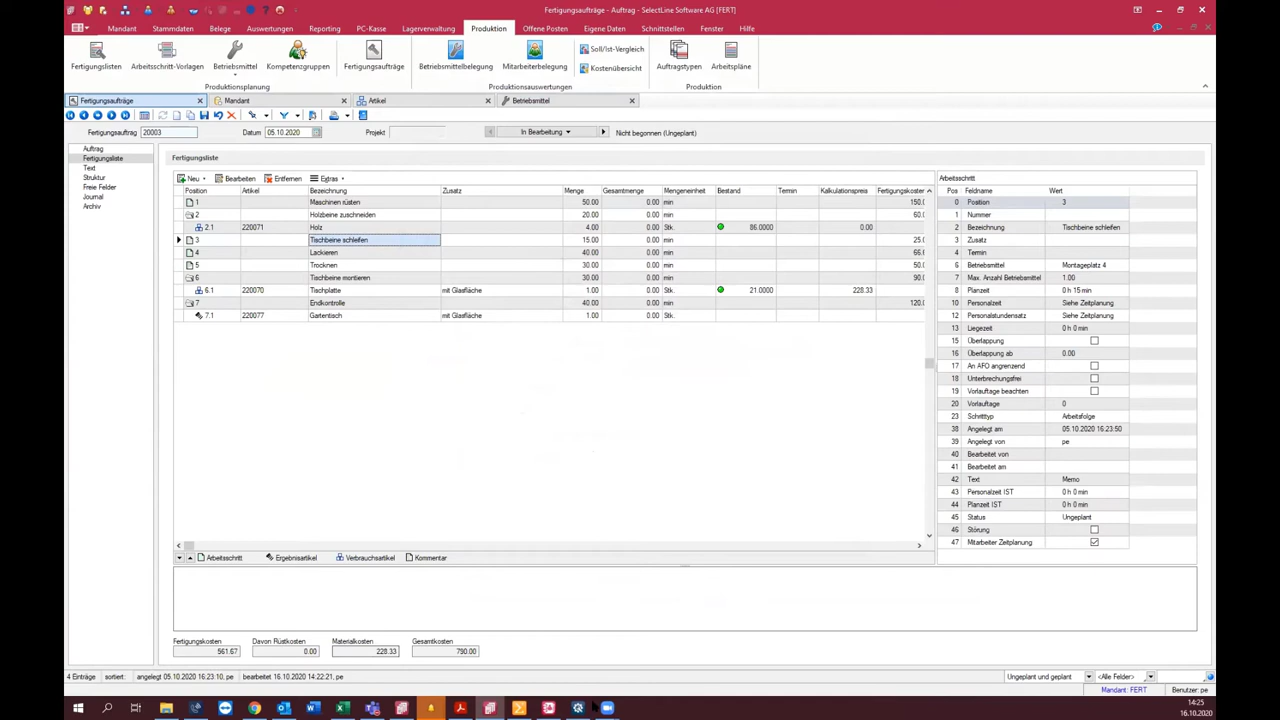 Fertigungsaufträge - Auftrag - SelectLine Software AG [FERT]
Mandant Stammdaten Belege Auswertungen Reporting PC-Kasse Lagerverwaltung Produktion Offene Posten Eigene Daten Schnittstellen Fenster Hilfe
Fertigungslisten Arbeitsschritt-Vorlagen Betriebsmittel Kompetenzgruppen Fertigungsaufträge Betriebsmittelbelegung Mitarbeiterbelegung Soll/Ist-Vergleich Kostenübersicht Auftragstypen Arbeitspläne
Produktionsplanung Produktionsauswertungen Produktion
Fertigungsaufträge Mandant Artikel Betriebsmittel
Fertigungsauftrag 20003 Datum 05.10.2020 Projekt In Bearbeitung Nicht begonnen (Ungeplant)
Auftrag
Fertigungsliste
Text
Struktur
Freie Felder
Journal
Archiv
Fertigungsliste
Neu Bearbeiten Entfernen Extras
Position Artikel Bezeichnung Zusatz Menge Gesamtmenge Mengeneinheit Bestand Termin Kalkulationspreis Fertigungskoster
1 Maschinen rüsten 50.00 0.00 min 150.
2 Holzbeine zuschneiden 20.00 0.00 min 60.
2.1 220071 Holz 4.00 0.00 Stk. 86.0000 0.00
3 Tischbeine schleifen 15.00 0.00 min 25.
4 Lackieren 40.00 0.00 min 66.
5 Trocknen 30.00 0.00 min 50.
6 Tischbeine montieren 30.00 0.00 min 90.
6.1 220070 Tischplatte mit Glasfläche 1.00 0.00 Stk. 21.0000 228.33
7 Endkontrolle 40.00 0.00 min 120.
7.1 220077 Gartentisch mit Glasfläche 1.00 0.00 Stk.
Arbeitsschritt Ergebnisartikel Verbrauchsartikel Kommentar
Fertigungskosten Davon Rüstkosten Materialkosten Gesamtkosten
561.67 0.00 228.33 790.00
Arbeitsschritt
Pos Feldname Wert
0 Position 3
1 Nummer
2 Bezeichnung Tischbeine schleifen
3 Zusatz
4 Termin
6 Betriebsmittel Montageplatz 4
7 Max. Anzahl Betriebsmittel 1.00
8 Planzeit 0 h 15 min
10 Personalzeit Siehe Zeitplanung
12 Personalstundensatz Siehe Zeitplanung
13 Liegezeit 0 h 0 min
15 Überlappung
16 Überlappung ab 0.00
17 An AFO angrenzend
18 Unterbrechungsfrei
19 Vorlauftage beachten
20 Vorlauftage 0
23 Schritttyp Arbeitsfolge
38 Angelegt am 05.10.2020 16:23:50
39 Angelegt von pe
40 Bearbeitet von
41 Bearbeitet am
42 Text Memo
43 Personalzeit IST 0 h 0 min
44 Planzeit IST 0 h 0 min
45 Status Ungeplant
46 Störung
47 Mitarbeiter Zeitplanung
4 Einträge sortiert: angelegt 05.10.2020 16:23:10, pe bearbeitet 16.10.2020 14:22:21, pe Ungeplant und geplant <Alle Felder>
Mandant: FERT Benutzer: pe
14:25
16.10.2020